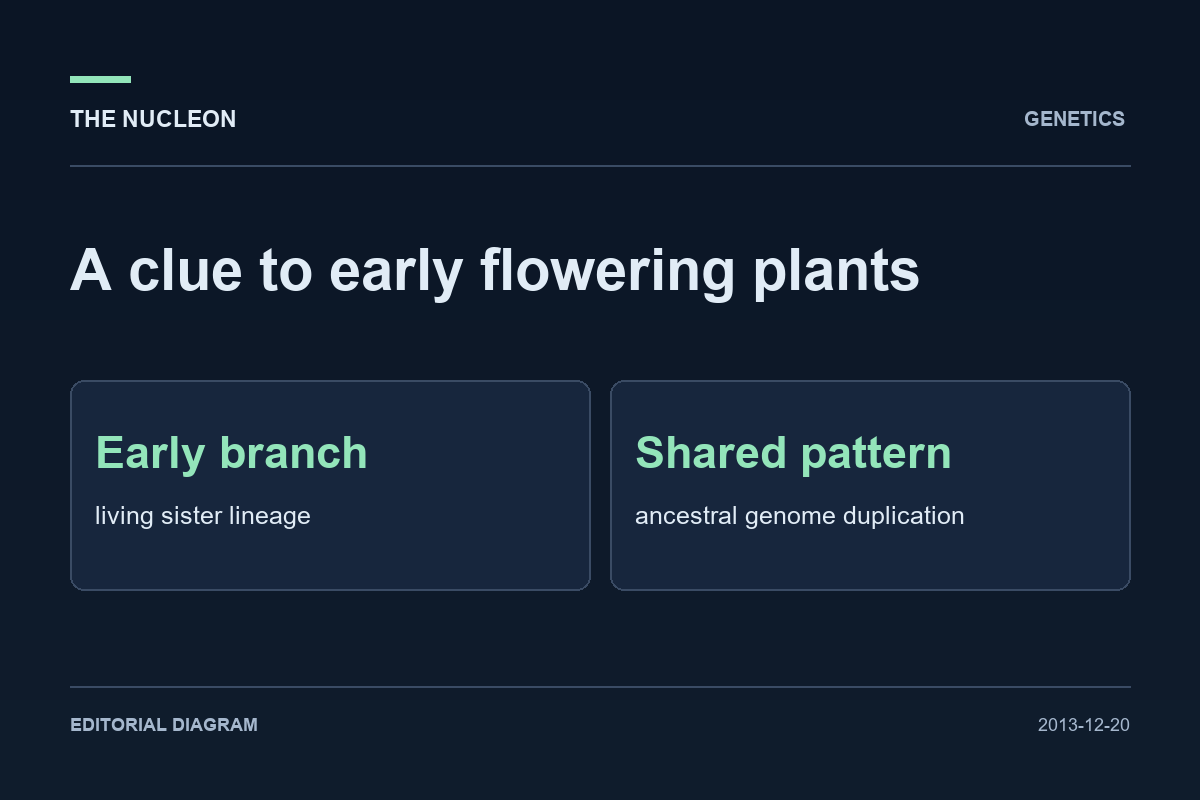 THE NUCLEON
GENETICS
A clue to early flowering plants
Early branch
living sister lineage
Shared pattern
ancestral genome duplication
EDITORIAL DIAGRAM
2013-12-20